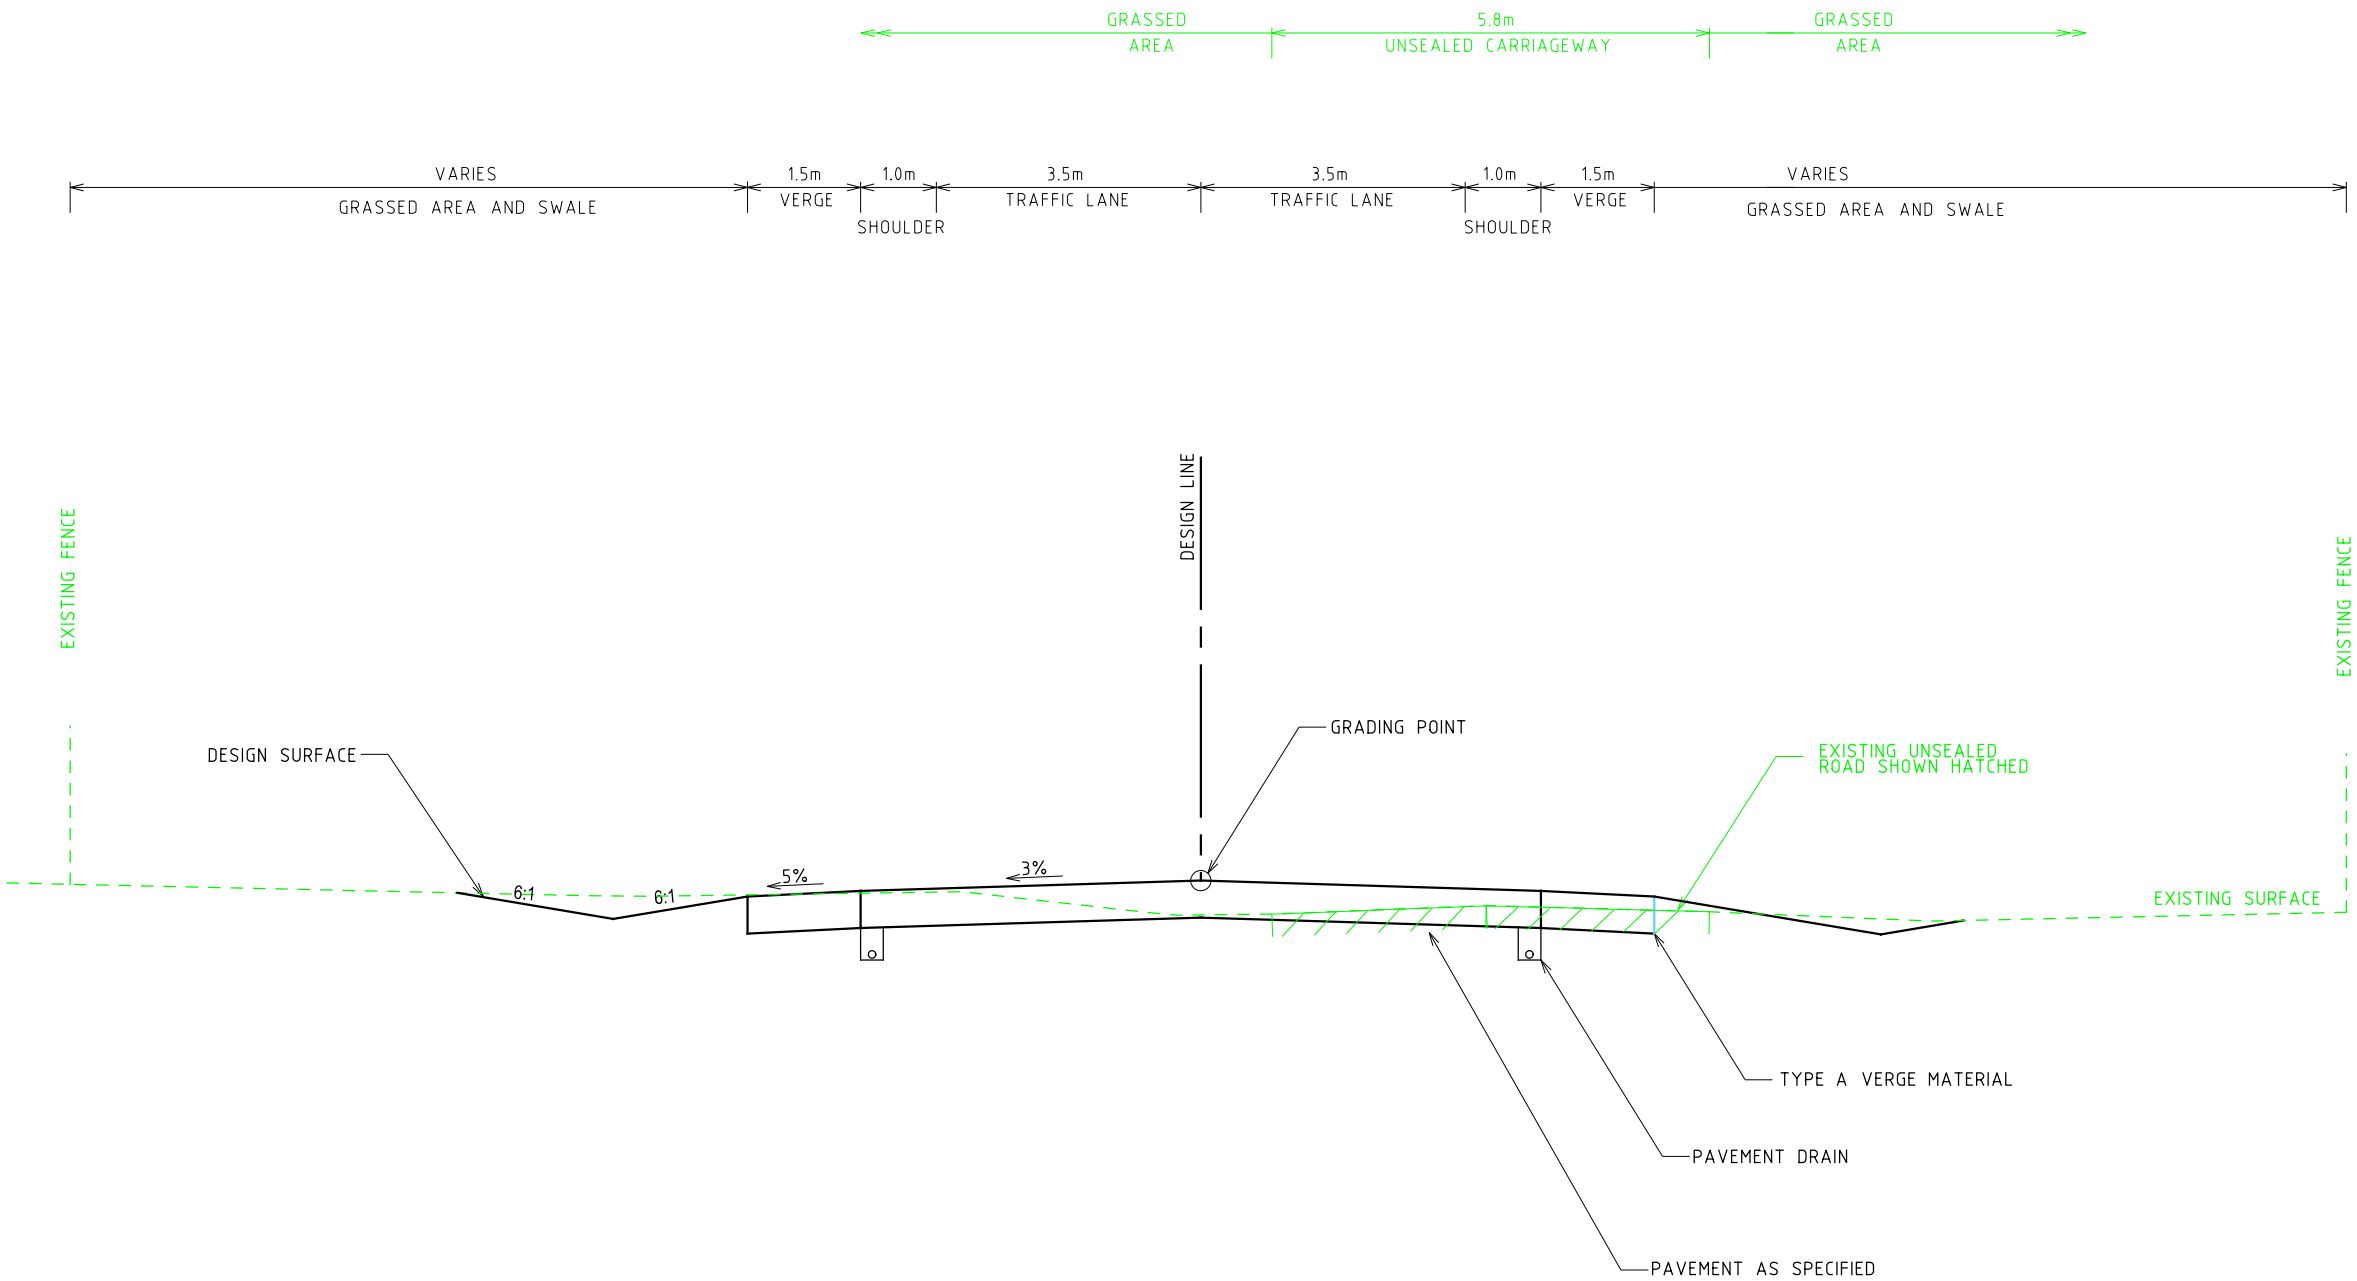 GRASSED
AREA
5.8m
UNSEALED CARRIAGEWAY
GRASSED
AREA
VARIES
GRASSED AREA AND SWALE
1.5m
VERGE
1.0m
SHOULDER
3.5m
TRAFFIC LANE
3.5m
TRAFFIC LANE
1.0m
SHOULDER
1.5m
VERGE
VARIES
GRASSED AREA AND SWALE
DESIGN LINE
EXISTING FENCE
EXISTING FENCE
GRADING POINT
DESIGN SURFACE
EXISTING UNSEALED
ROAD SHOWN HATCHED
6:1
6:1
5%
3%
EXISTING SURFACE
TYPE A VERGE MATERIAL
PAVEMENT DRAIN
PAVEMENT AS SPECIFIED